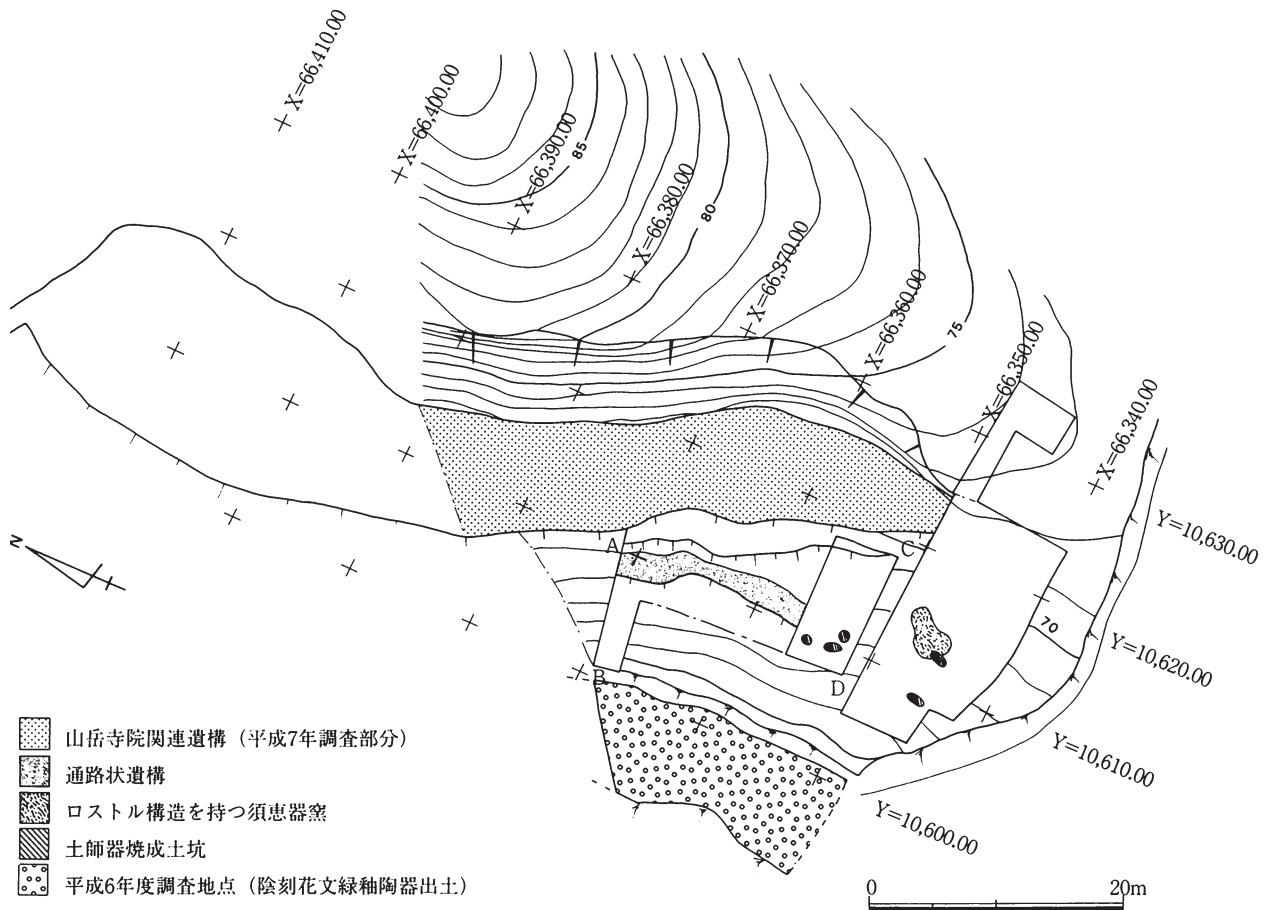 X=66,410.00
X=66,400.00
X=66,390.00
85
X=66,380.00
80
X=66,370.00
X=66,360.00
75
X=66,350.00
X=66,340.00
Y=10,630.00
N
A
C
70
Y=10,620.00
B
D
Y=10,610.00
Y=10,600.00
山岳寺院関連遺構（平成7年調査部分）
通路状遺構
ロストル構造を持つ須恵器窯
土師器焼成土坑
平成6年度調査地点（陰刻花文緑釉陶器出土）
0 20m